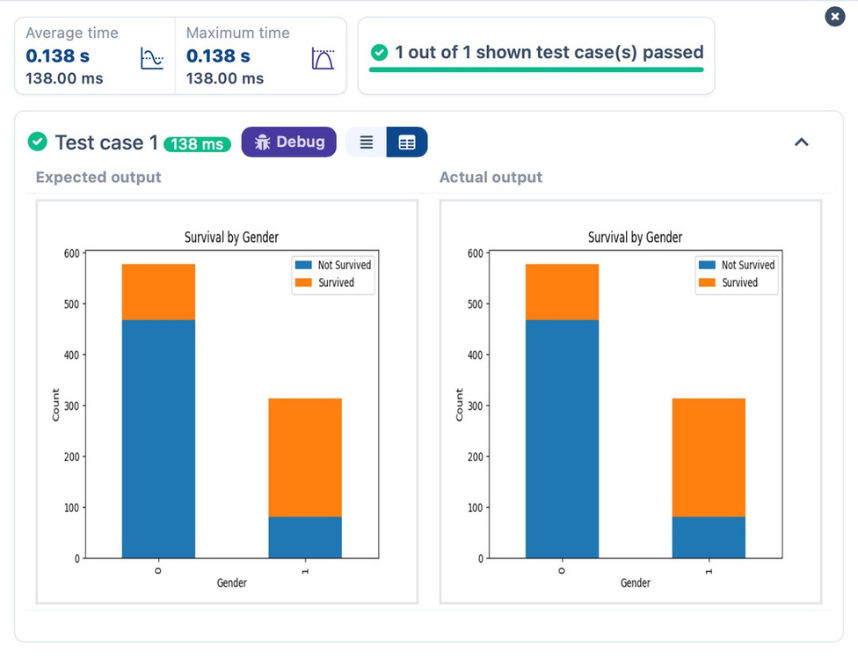 Average time
0.138 s
138.00 ms
Maximum time
0.138 s
138.00 ms
1 out of 1 shown test case(s) passed
Test case 1 138 ms Debug
Expected output
Survival by Gender
Not Survived
Survived
600
500
400
300
200
100
0
Count
0 1
Gender
Actual output
Survival by Gender
Not Survived
Survived
600
500
400
300
200
100
0
Count
0 1
Gender